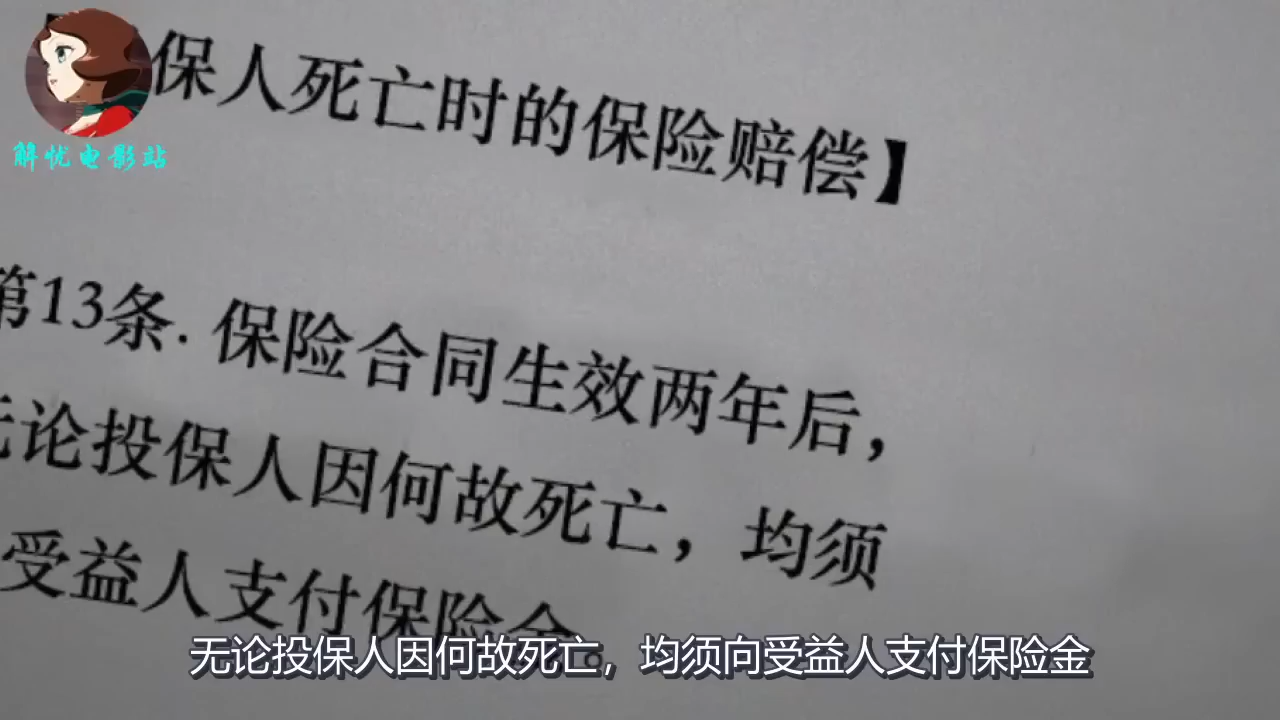 解忧电影站
保人死亡时的保险赔偿】
第13条. 保险合同生效两年后，
无论投保人因何故死亡，均须
受益人支付保险金。
无论投保人因何故死亡，均须向受益人支付保险金